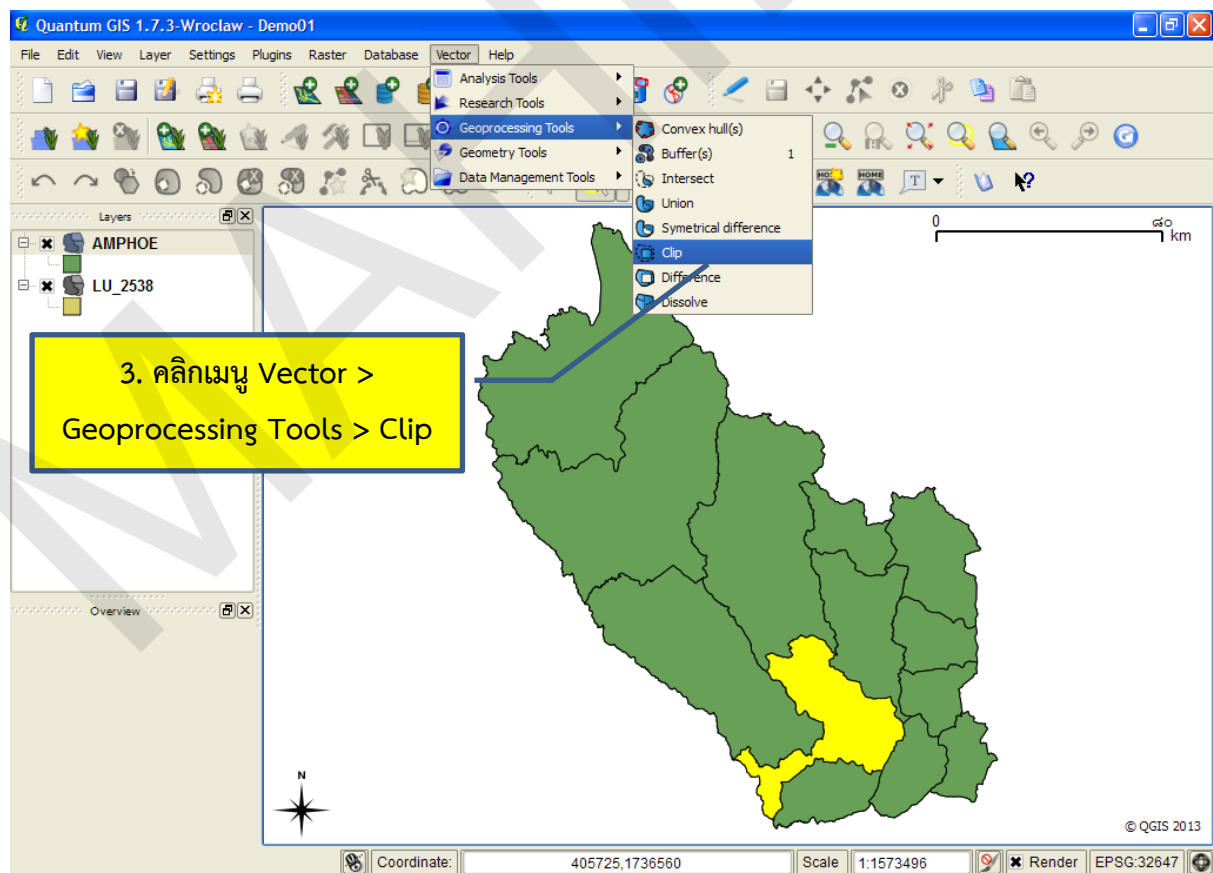 Quantum GIS 1.7.3-Wroclaw - Demo01
File Edit View Layer Settings Plugins Raster Database Vector Help
Analysis Tools
Research Tools
Geoprocessing Tools
Geometry Tools
Data Management Tools
Convex hull(s)
Buffer(s) 1
Intersect
Union
Symetrical difference
Clip
Difference
Dissolve
HOME
T
Layers
AMPHOE
LU_2538
0 ๘๐
km
3. คลิกเมนู Vector >
Geoprocessing Tools > Clip
Overview
N
© QGIS 2013
Coordinate: 405725,1736560 Scale 1:1573496 Render EPSG:32647